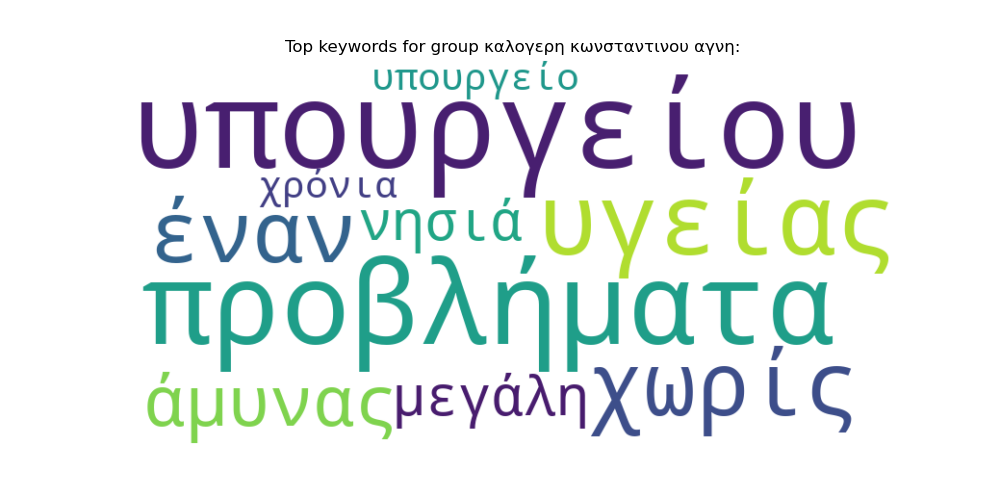 Top keywords for group καλογερη κωνσταντινου αγνη:
υπουργείο
υπουργείου
χρόνια
έναν νησιά υγείας
προβλήματα
άμυνας μεγάλη χωρίς